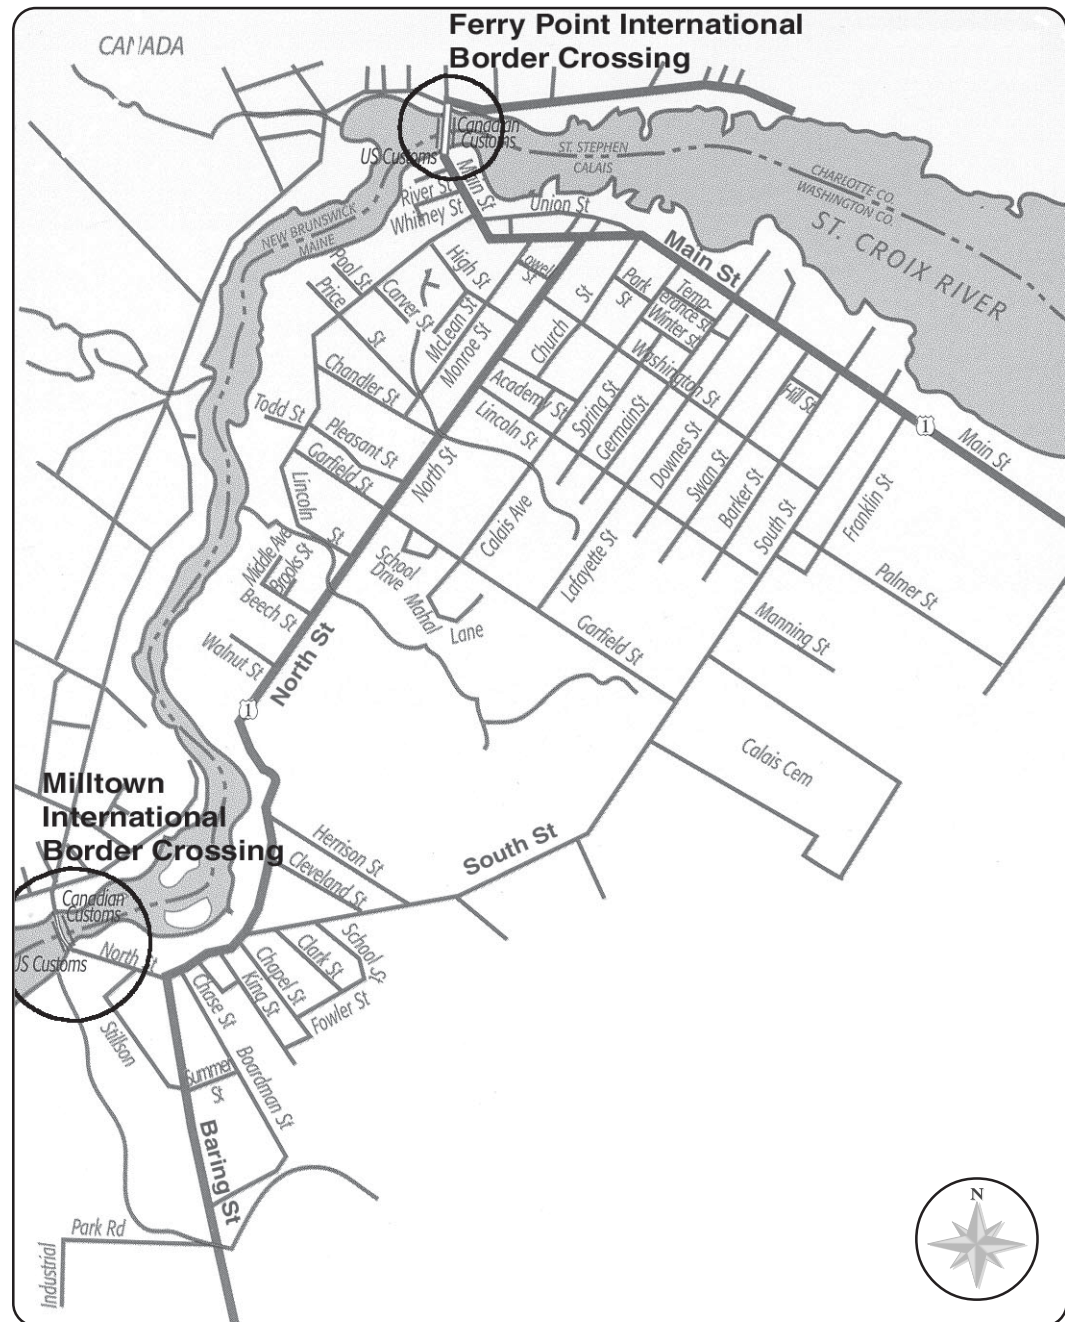 Ferry Point International
Border Crossing
CANADA
Canadian
Customs
US Customs
ST. STEPHEN
CALAIS
CHARLOTTE CO.
WASHINGTON CO.
ST. CROIX RIVER
NEW BRUNSWICK
MAINE
Main St
River St
Whitney St
Union St
Main St
Pool St
Price
St
Carver St
High St
McLean St
Monroe St
Lowell
St
Church
St
Park
St
Temp-
erance St
Winter St
Washington St
Hill St
1
Main St
Chandler St
Todd St
Pleasant St
Garfield St
Lincoln
St
Academy St
Lincoln St
Spring St
Germain St
Downes St
Swan St
Barker St
South St
Franklin St
North St
Calais Ave
Lafayette St
School
Drive
Mahal
Lane
Garfield St
Palmer St
Manning St
Middle Ave
Brooks St
Beech St
Walnut St
North St
1
Calais Cem
Milltown
International
Border Crossing
Herrison St
Cleveland St
South St
Canadian
Customs
US Customs
North St
Chase St
King St
Chapel St
Clark St
School St
Fowler St
Stillson
Summer
St
Boardman St
Baring St
Park Rd
Industrial
N